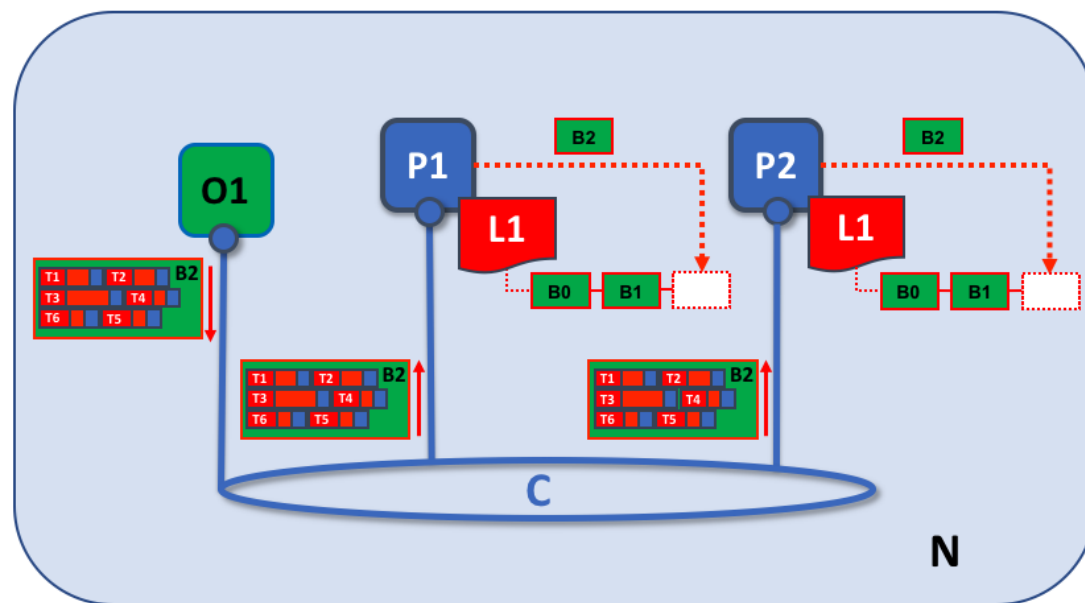 O1
T1 T2 B2
T3 T4
T6 T5
P1
B2
L1
B0 B1
T1 T2 B2
T3 T4
T6 T5
P2
B2
L1
B0 B1
T1 T2 B2
T3 T4
T6 T5
C
N